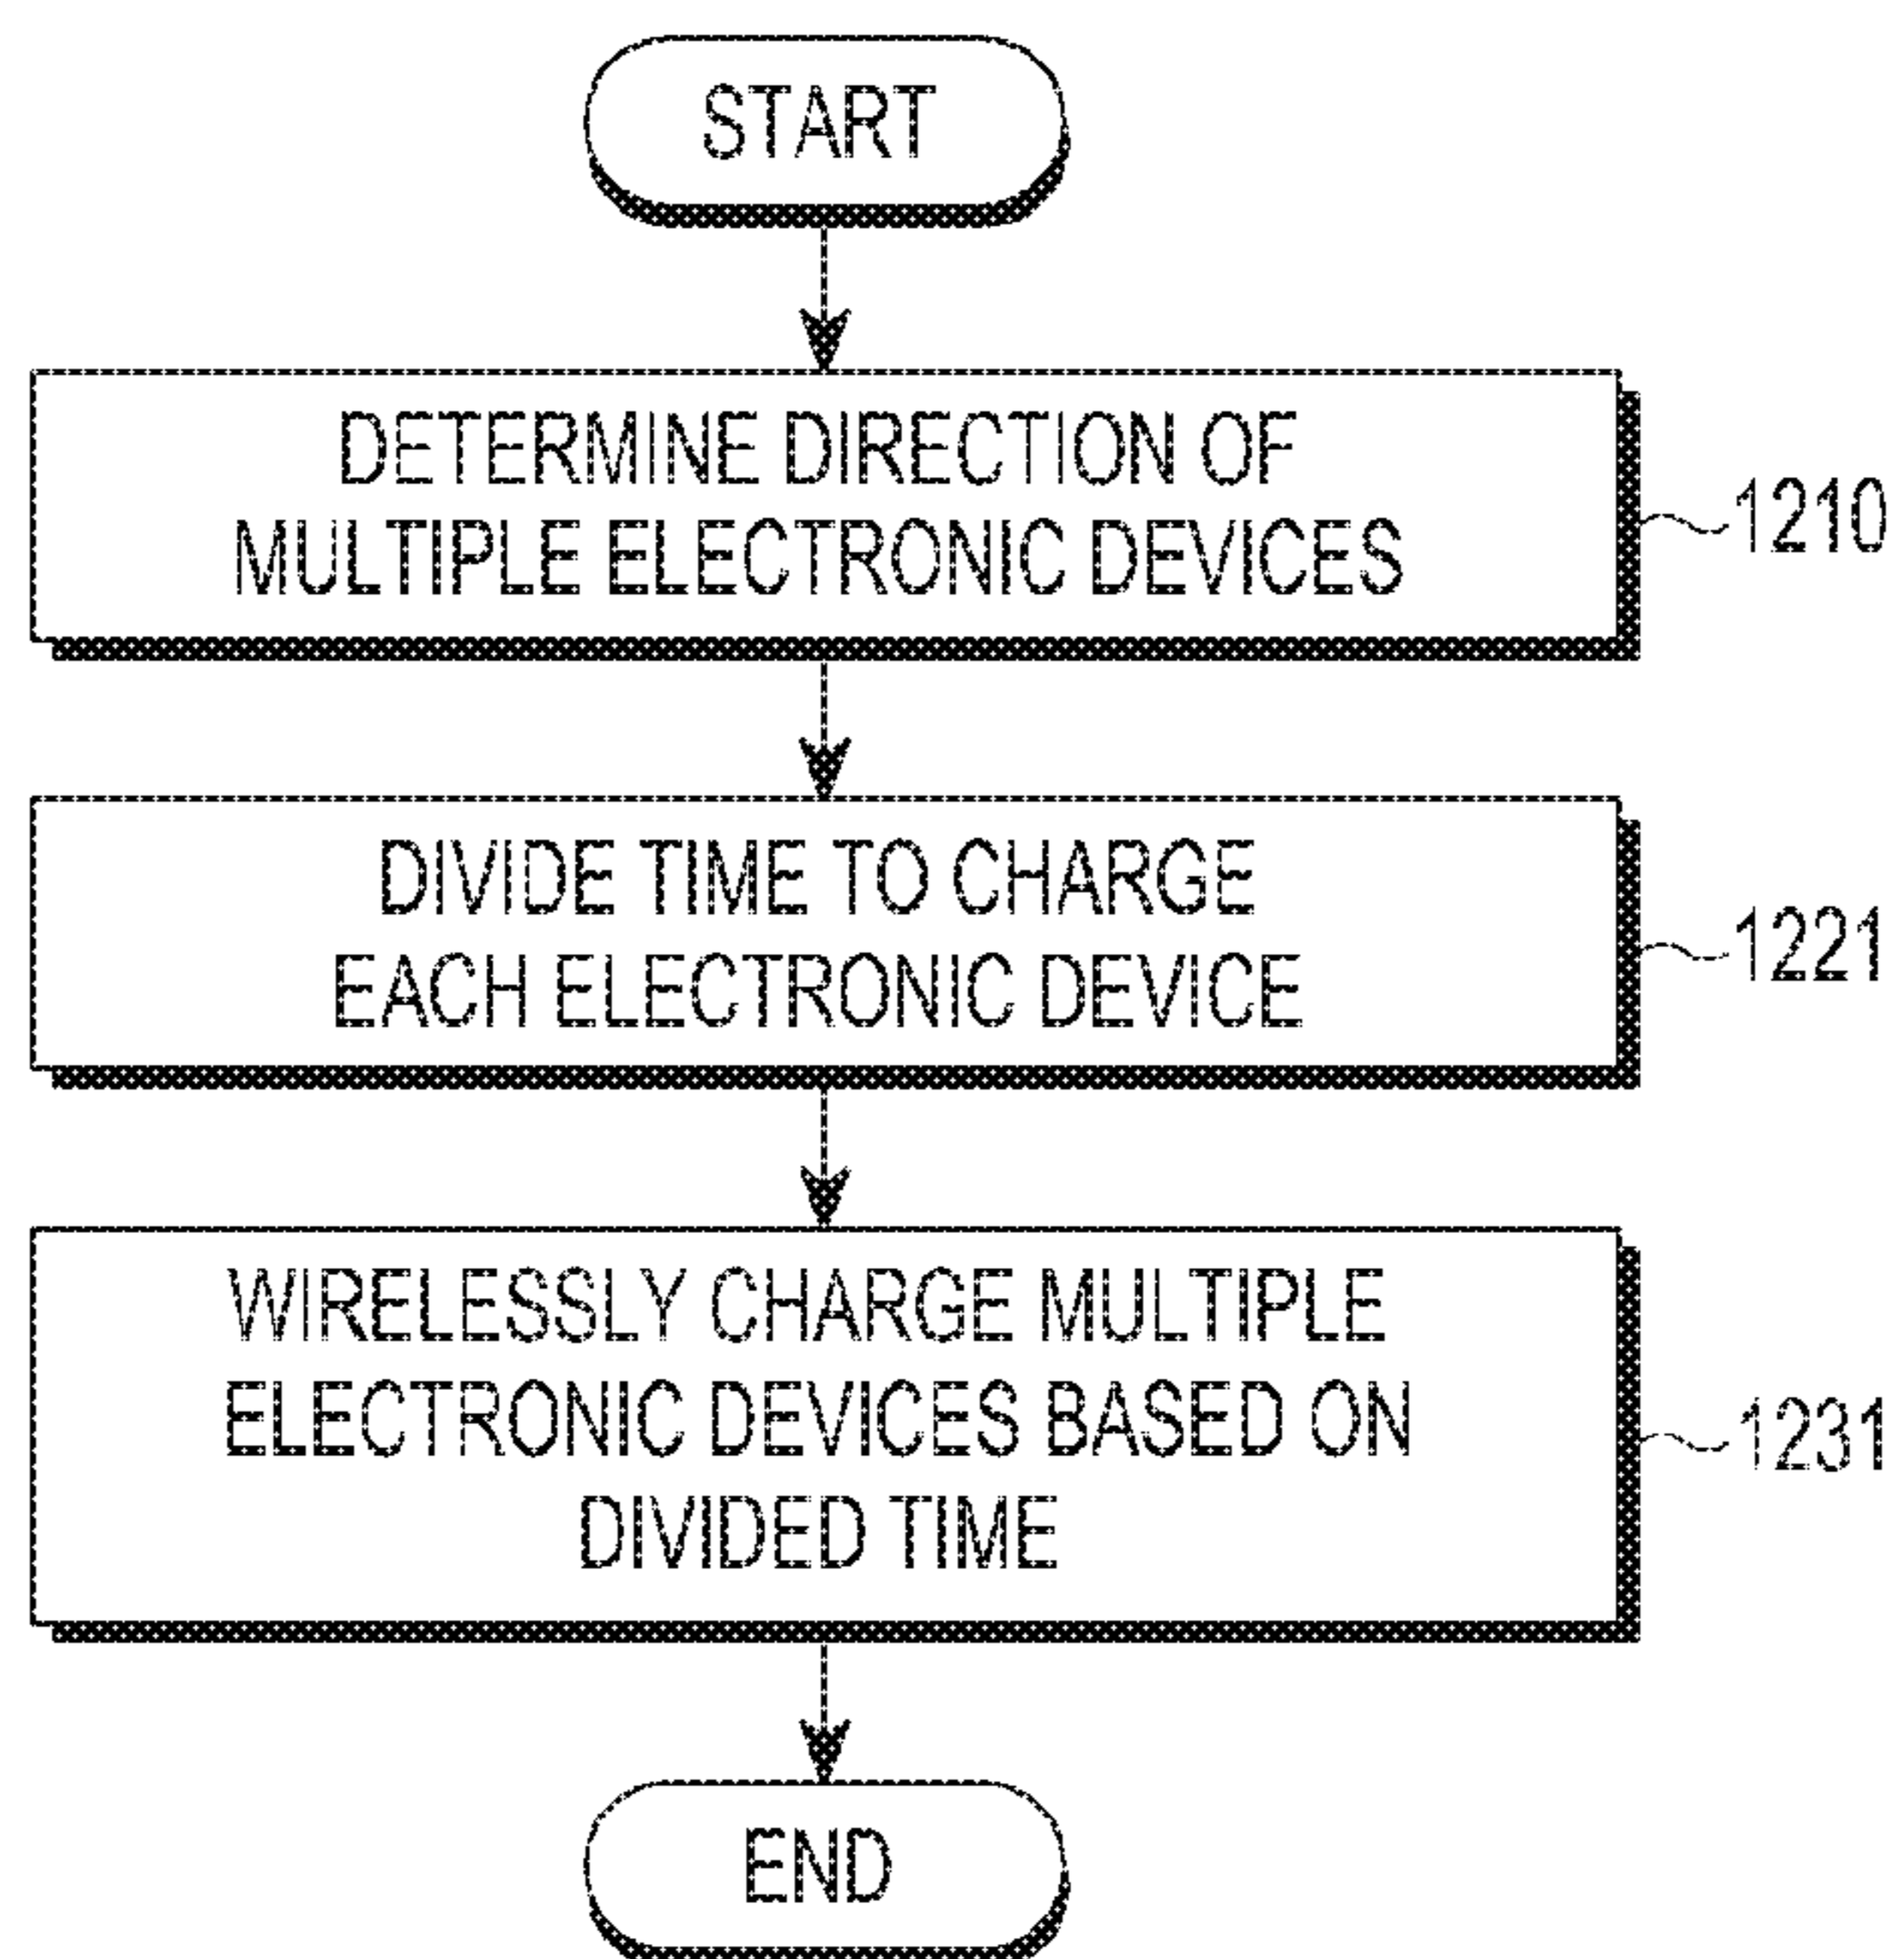 START
DETERMINE DIRECTION OF
MULTIPLE ELECTRONIC DEVICES
1210
DIVIDE TIME TO CHARGE
EACH ELECTRONIC DEVICE
1221
WIRELESSLY CHARGE MULTIPLE
ELECTRONIC DEVICES BASED ON
DIVIDED TIME
1231
END